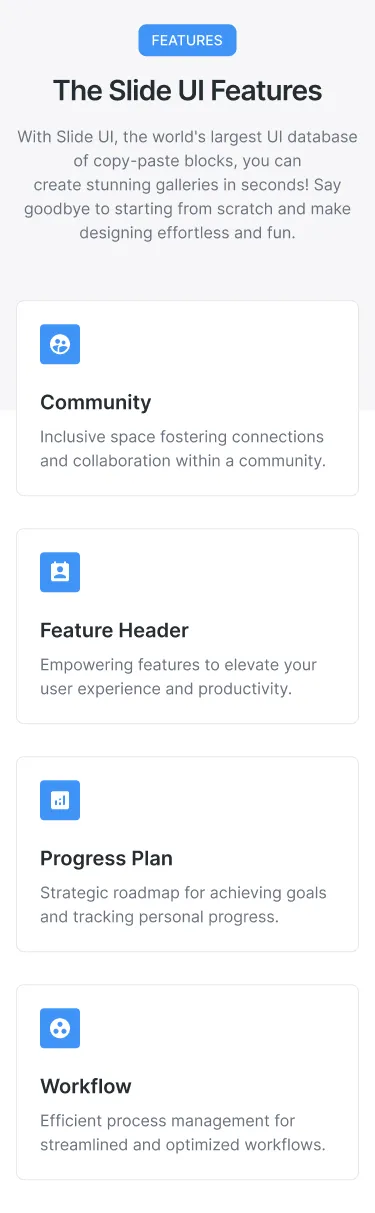 FEATURES
The Slide UI Features
With Slide UI, the world's largest UI database
of copy-paste blocks, you can
create stunning galleries in seconds! Say
goodbye to starting from scratch and make
designing effortless and fun.
Community
Inclusive space fostering connections
and collaboration within a community.
Feature Header
Empowering features to elevate your
user experience and productivity.
Progress Plan
Strategic roadmap for achieving goals
and tracking personal progress.
Workflow
Efficient process management for
streamlined and optimized workflows.